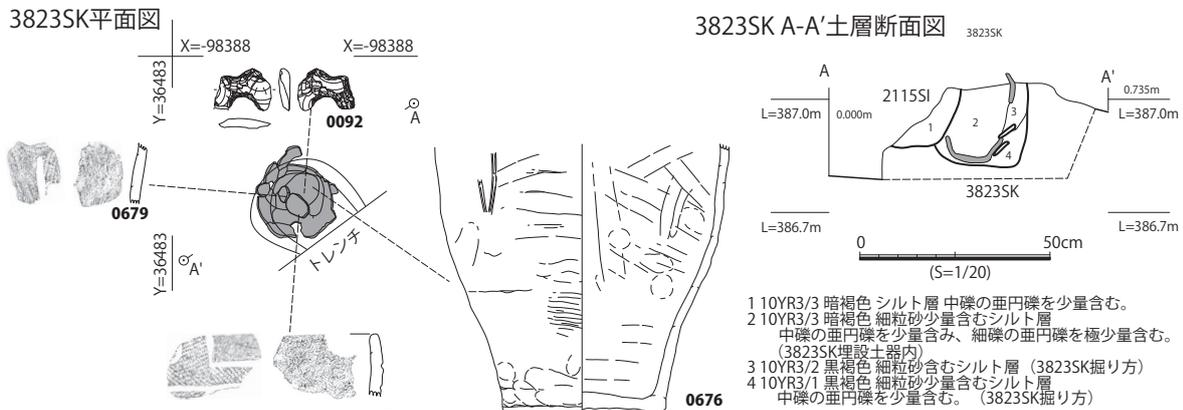 3823SK平面図
X=-98388
X=-98388
Y=36483
0092
A
0679
トレンチ
Y=36483
A'
0676
3823SK A-A'土層断面図
3823SK
A
A'
2115SI
0.735m
L=387.0m
0.000m
L=387.0m
1
2
3
4
3823SK
L=386.7m
L=386.7m
0
50cm
(S=1/20)
1 10YR3/3 暗褐色 シルト層 中礫の亜円礫を少量含む。
2 10YR3/3 暗褐色 細粒砂少量含むシルト層
中礫の亜円礫を少量含み、細礫の亜円礫を極少量含む。
（3823SK埋設土器内）
3 10YR3/2 黒褐色 細粒砂含むシルト層（3823SK掘り方）
4 10YR3/1 黒褐色 細粒砂少量含むシルト層
中礫の亜円礫を少量含む。（3823SK掘り方）